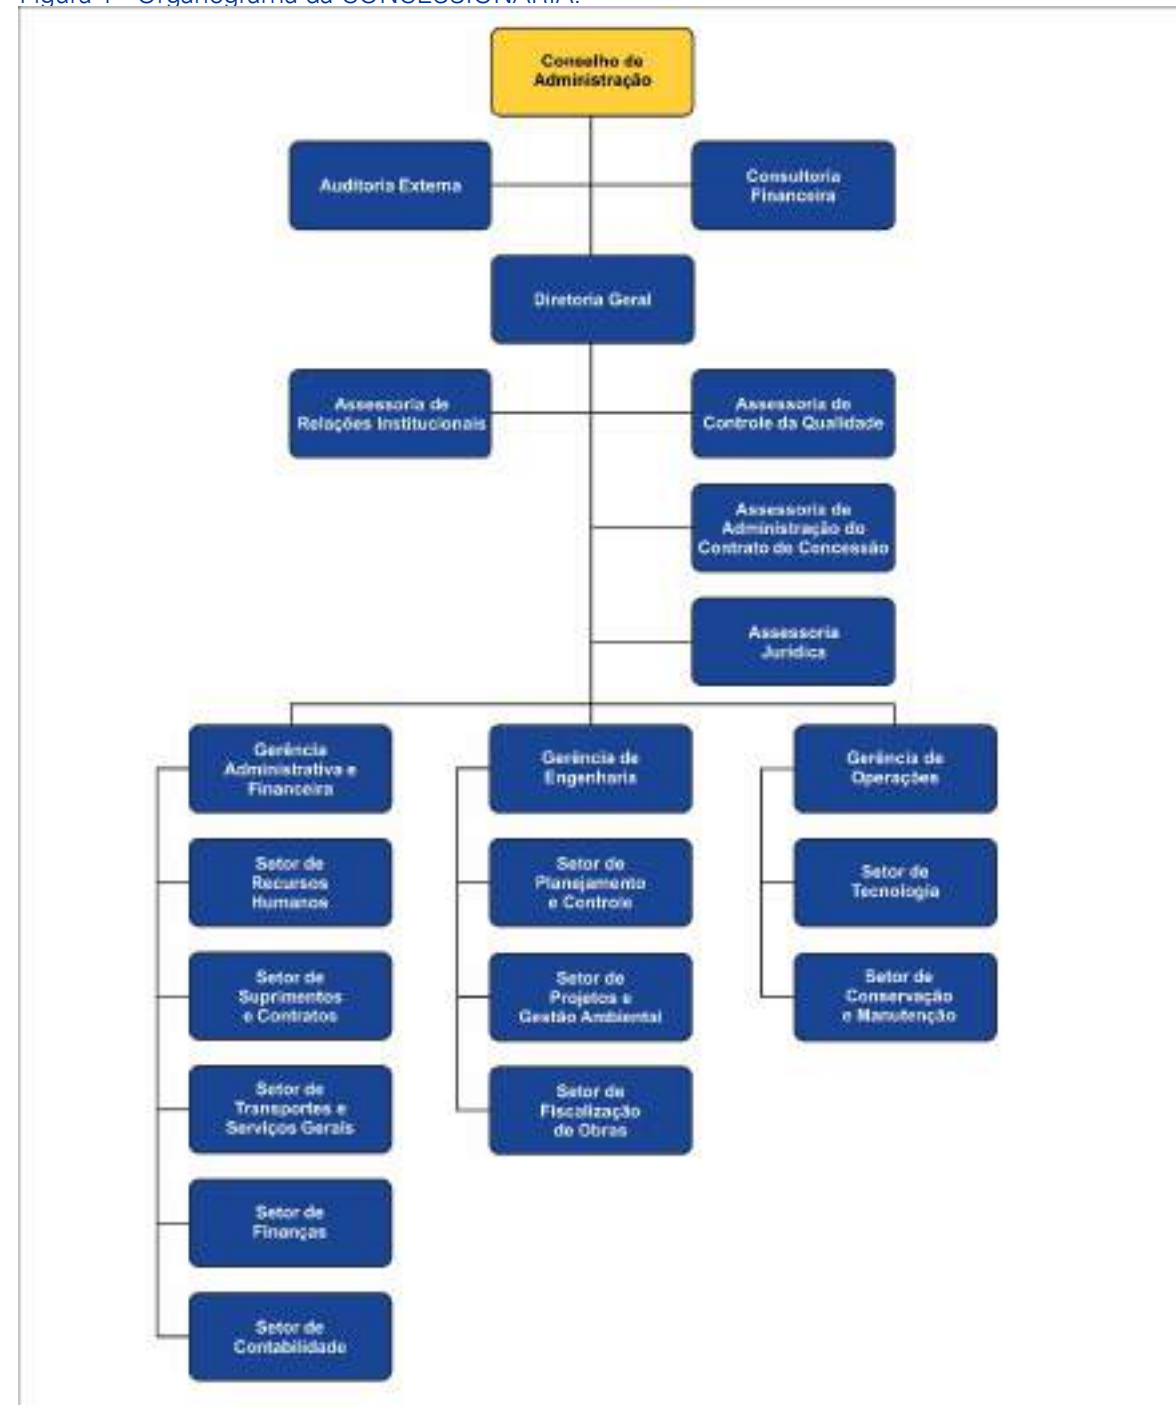 Figura 1 - Organograma da CONCESSIONÁRIA.
Conselho de
Administração
Auditoria Externa
Consultoria
Financeira
Diretoria Geral
Assessoria de
Relações Institucionais
Assessoria de
Controle da Qualidade
Assessoria de
Administração do
Contrato de Concessão
Assessoria
Jurídica
Gerência
Administrativa e
Financeira
Gerência de
Engenharia
Gerência de
Operações
Setor de
Recursos
Humanos
Setor de
Planejamento
e Controle
Setor de
Tecnologia
Setor de
Suprimentos
e Contratos
Setor de
Projetos e
Gestão Ambiental
Setor de
Conservação
e Manutenção
Setor de
Transportes e
Serviços Gerais
Setor de
Fiscalização
de Obras
Setor de
Finanças
Setor de
Contabilidade